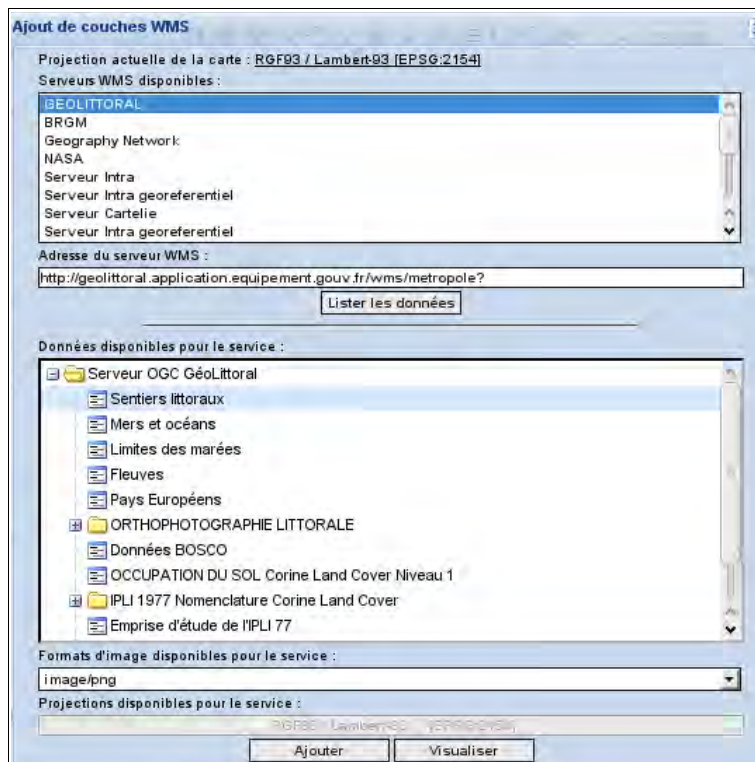 Ajout de couches WMS
Projection actuelle de la carte : RGF93 / Lambert-93 [EPSG:2154]
Serveurs WMS disponibles :
GEOLITTORAL
BRGM
Geography Network
NASA
Serveur Intra
Serveur Intra georeferentiel
Serveur Cartelie
Serveur Intra georeferentiel
Adresse du serveur WMS :
http://geolittoral.application.equipement.gouv.fr/wms/metropole?
Lister les données
Données disponibles pour le service :
Serveur OGC GéoLittoral
Sentiers littoraux
Mers et océans
Limites des marées
Fleuves
Pays Européens
ORTHOPHOTOGRAPHIE LITTORALE
Données BOSCO
OCCUPATION DU SOL Corine Land Cover Niveau 1
IPLI 1977 Nomenclature Corine Land Cover
Emprise d'étude de l'IPLI 77
Formats d'image disponibles pour le service :
image/png
Projections disponibles pour le service :
RGF93 / Lambert-93 [EPSG:2154]
Ajouter Visualiser